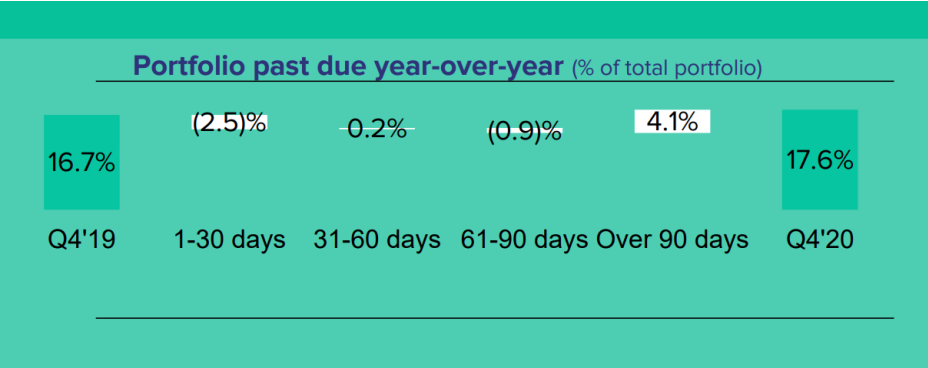 Portfolio past due year-over-year (% of total portfolio)
16.7% (2.5)% 0.2% (0.9)% 4.1% 17.6%
Q4'19 1-30 days 31-60 days 61-90 days Over 90 days Q4'20